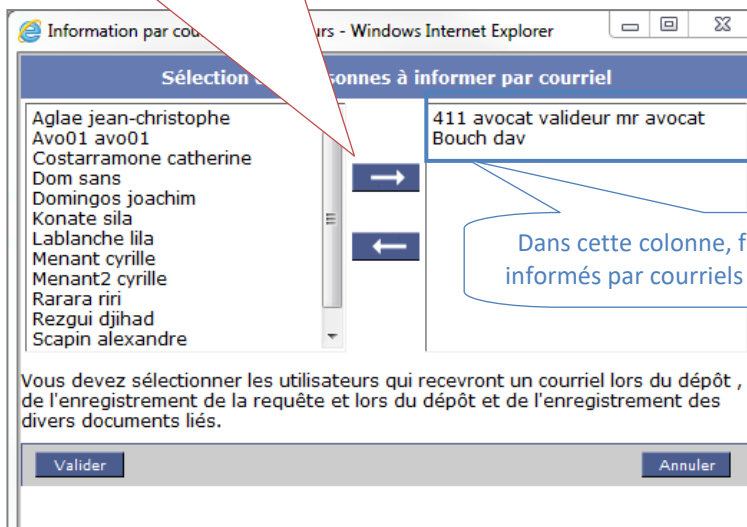 Information par cou urs - Windows Internet Explorer
Sélection onnes à informer par courriel
Aglae jean-christophe
Avo01 avo01
Costarramone catherine
Dom sans
Domingos joachim
Konate sila
Lablanche lila
Menant cyrille
Menant2 cyrille
Rarara riri
Rezgui djihad
Scapin alexandre
411 avocat valideur mr avocat
Bouch dav
Dans cette colonne, f
informés par courriels
Vous devez sélectionner les utilisateurs qui recevront un courriel lors du dépôt ,
de l'enregistrement de la requête et lors du dépôt et de l'enregistrement des
divers documents liés.
Valider
Annuler